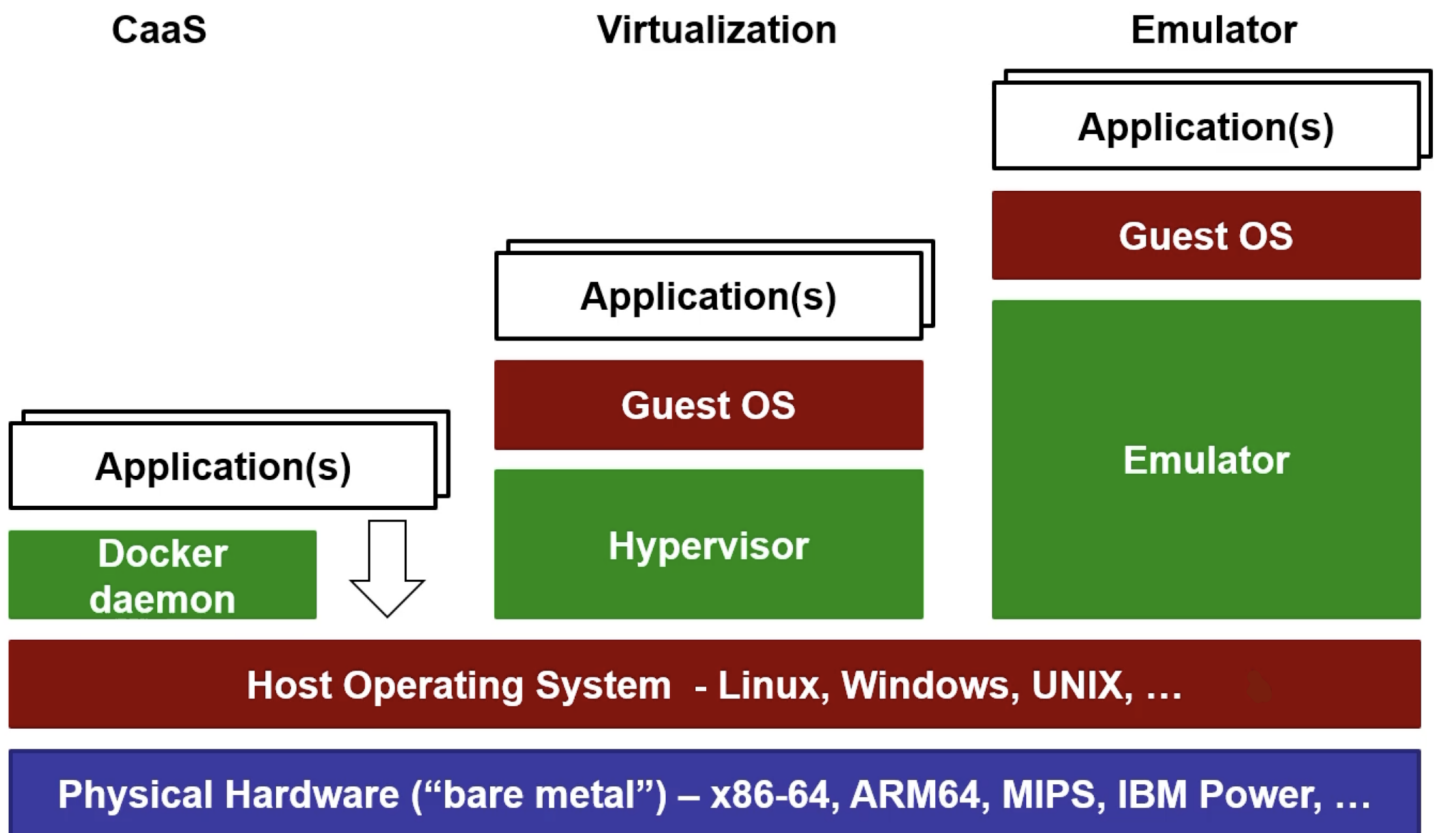 CaaS
Virtualization
Emulator
Application(s)
Guest OS
Application(s)
Guest OS
Emulator
Application(s)
Docker
daemon
Hypervisor
Host Operating System - Linux, Windows, UNIX, …
Physical Hardware (“bare metal”) – x86-64, ARM64, MIPS, IBM Power, …